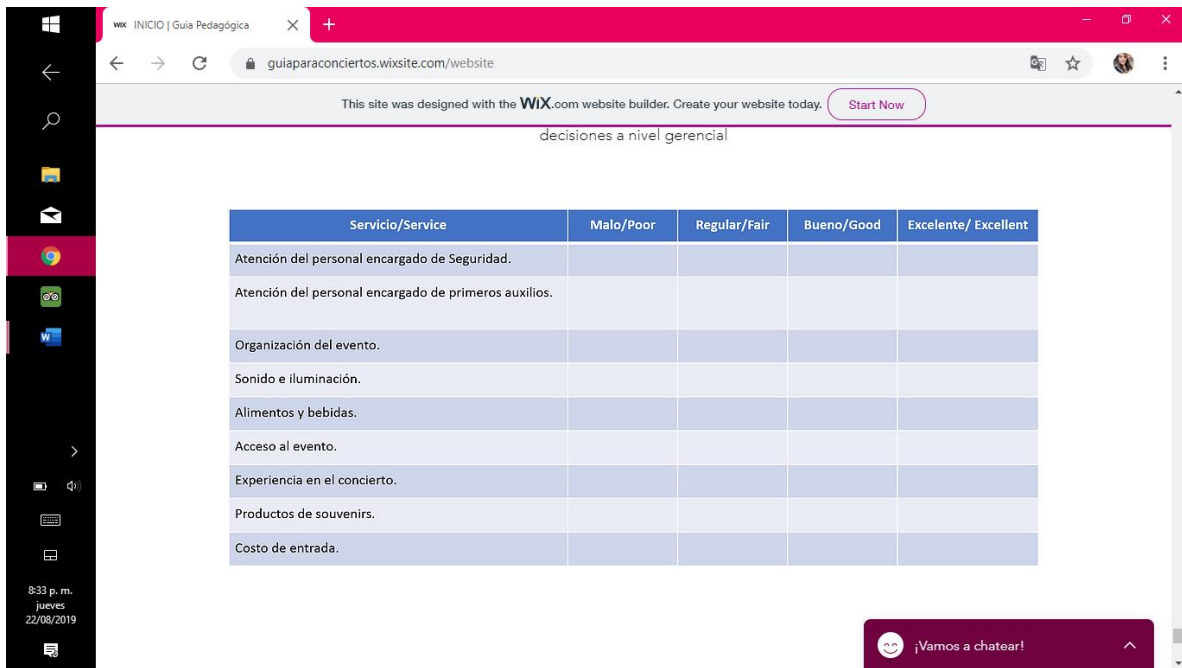 WIX INICIO | Guia Pedagógica
guiaparaconciertos.wixsite.com/website
This site was designed with the WiX.com website builder. Create your website today. Start Now
decisiones a nivel gerencial
Servicio/Service Malo/Poor Regular/Fair Bueno/Good Excelente/ Excellent
Atención del personal encargado de Seguridad.
Atención del personal encargado de primeros auxilios.
Organización del evento.
Sonido e iluminación.
Alimentos y bebidas.
Acceso al evento.
Experiencia en el concierto.
Productos de souvenirs.
Costo de entrada.
8:33 p. m.
jueves
22/08/2019
¡Vamos a chatear!